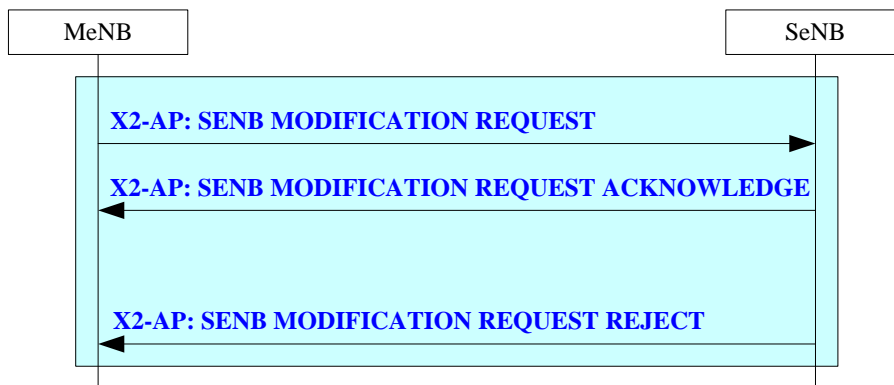 MeNB
SeNB
X2-AP: SENB MODIFICATION REQUEST
X2-AP: SENB MODIFICATION REQUEST ACKNOWLEDGE
X2-AP: SENB MODIFICATION REQUEST REJECT